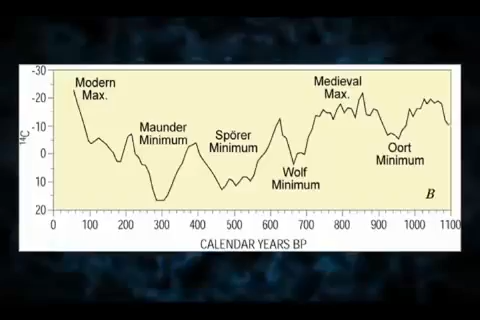 -30
Modern
Max.
Medieval
Max.
-20
-10
Maunder
Minimum
Spörer
Minimum
14C
0
Wolf
Minimum
Oort
Minimum
10
B
20
0 100 200 300 400 500 600 700 800 900 1000 1100
CALENDAR YEARS BP